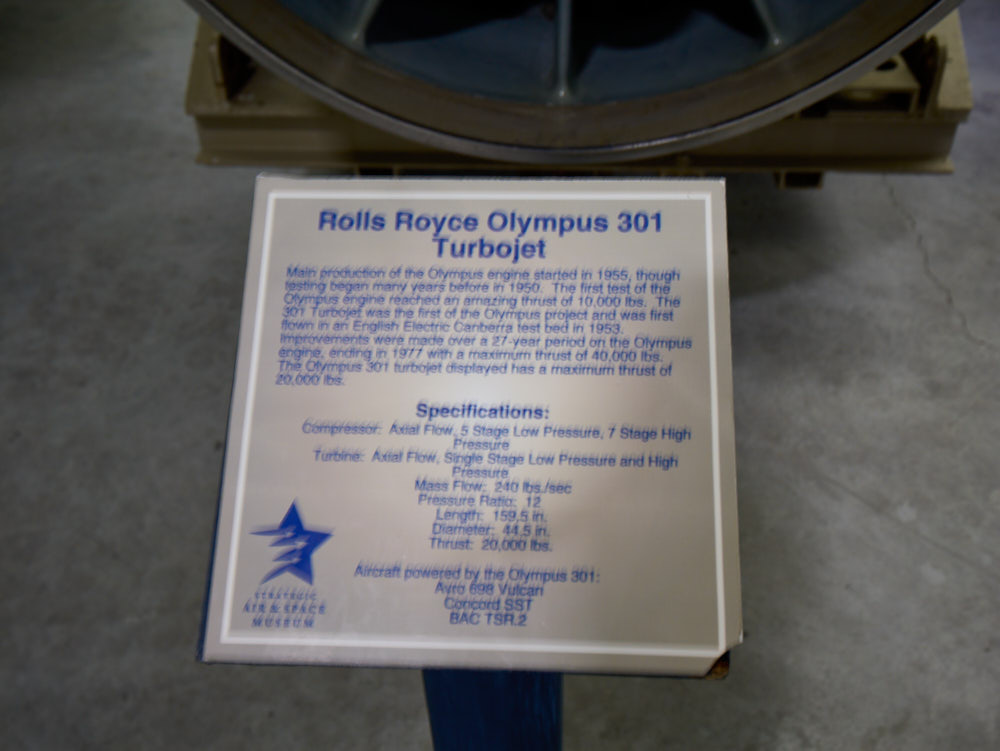 Rolls Royce Olympus 301
Turbojet
Main production of the Olympus engine started in 1955, though
testing began many years before in 1950. The first test of the
Olympus engine reached an amazing thrust of 10,000 lbs. The
301 Turbojet was the first of the Olympus project and was first
flown in an English Electric Canberra test bed in 1953.
Improvements were made over a 27-year period on the Olympus
engine, ending in 1977 with a maximum thrust of 40,000 lbs.
The Olympus 301 turbojet displayed has a maximum thrust of
20,000 lbs.
Specifications:
Compressor: Axial Flow, 5 Stage Low Pressure, 7 Stage High
Pressure
Turbine: Axial Flow, Single Stage Low Pressure and High
Pressure
Mass Flow: 240 lbs./sec
Pressure Ratio: 12
Length: 159.5 in.
Diameter: 44.5 in.
Thrust: 20,000 lbs.
Aircraft powered by the Olympus 301:
Avro 698 Vulcan
Concord SST
BAC TSR.2
STRATEGIC
AIR & SPACE
MUSEUM